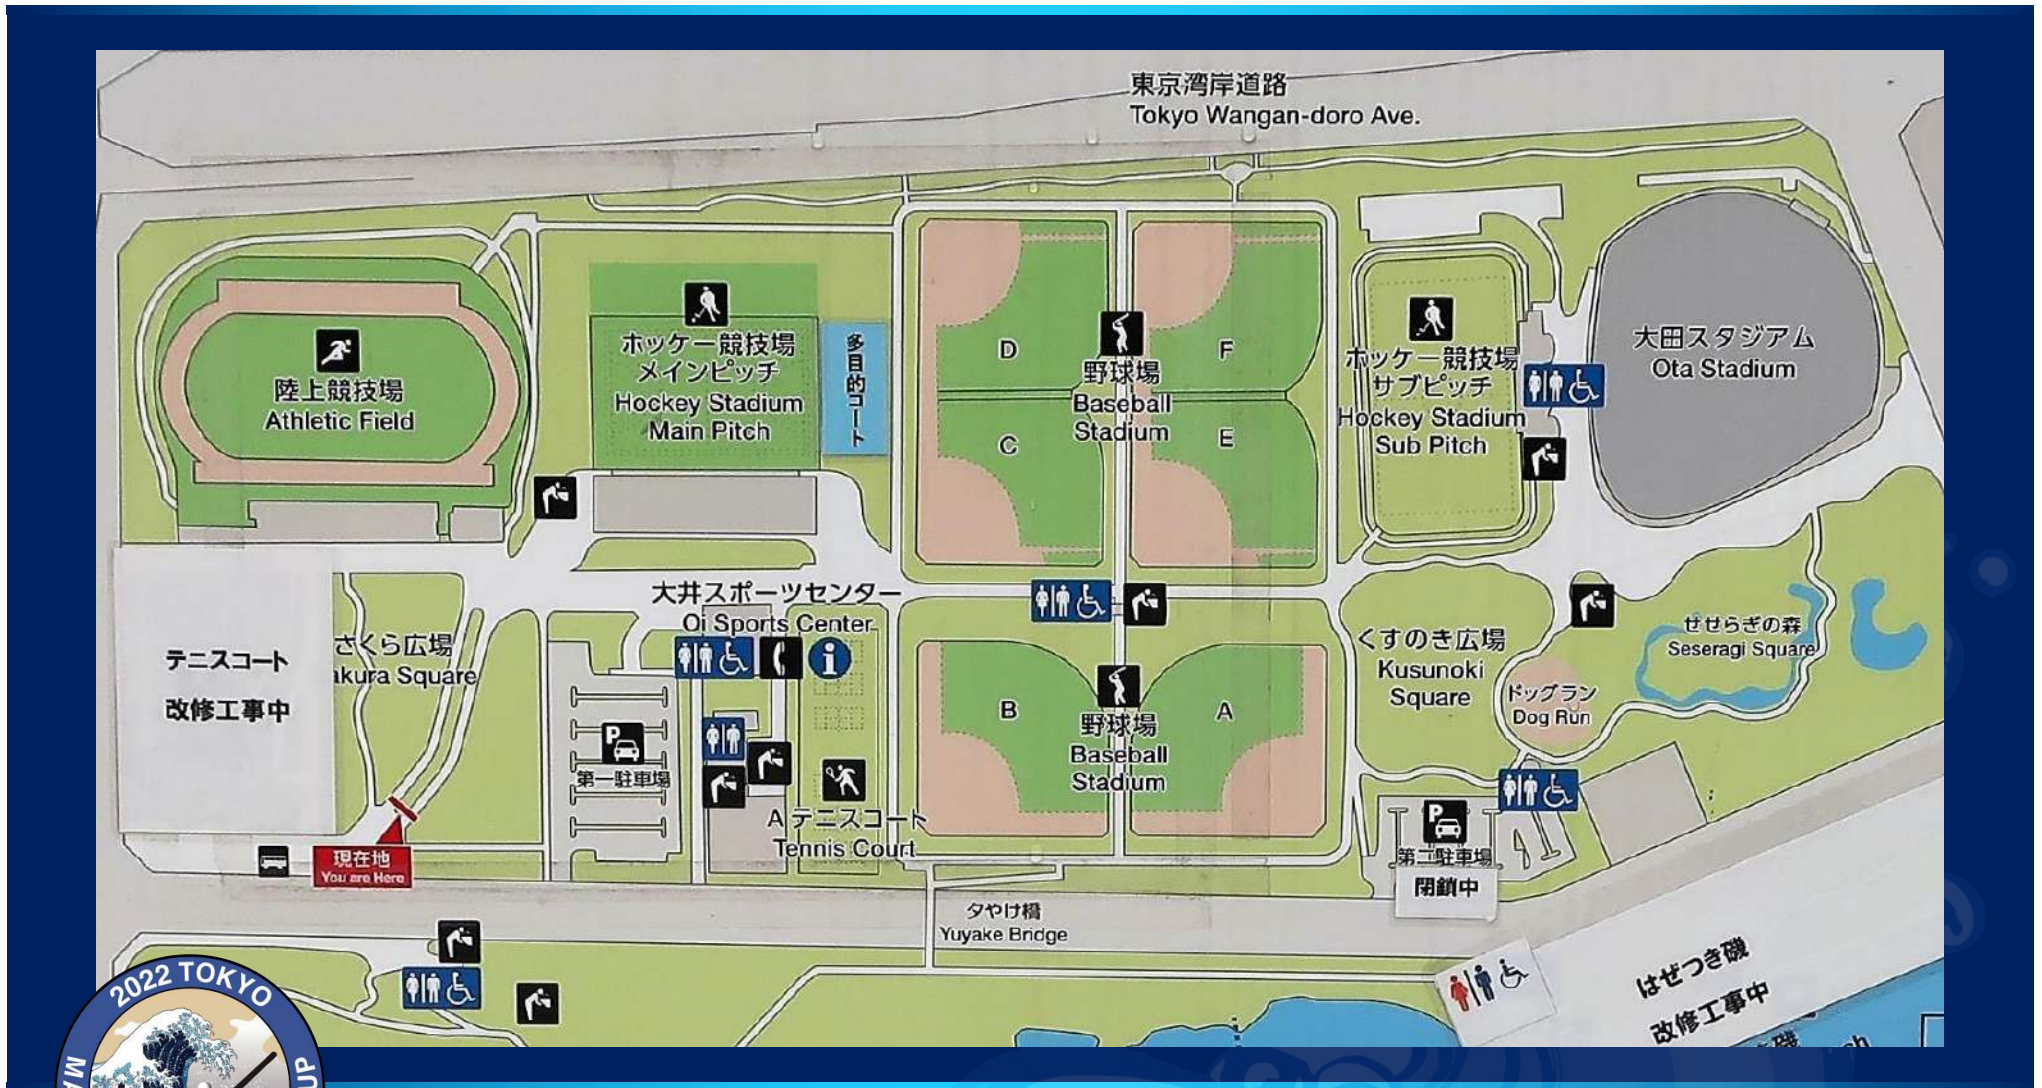 東京湾岸道路
Tokyo Wangan-doro Ave.
陸上競技場
Athletic Field
ホッケー競技場
メインピッチ
Hockey Stadium
Main Pitch
多目的コート
D
F
野球場
Baseball
Stadium
C
E
ホッケー競技場
サブピッチ
Hockey Stadium
Sub Pitch
大田スタジアム
Ota Stadium
大井スポーツセンター
Oi Sports Center
i
テニスコート
改修工事中
さくら広場
akura Square
P
第一駐車場
A テニスコート
Tennis Court
B
A
野球場
Baseball
Stadium
くすのき広場
Kusunoki
Square
ドッグラン
Dog Run
せせらぎの森
Seseragi Square
P
第二駐車場
閉鎖中
現在地
You are Here
夕やけ橋
Yuyake Bridge
はぜつき磯
改修工事中
き磯
ch
2022 TOKYO
MA
UP